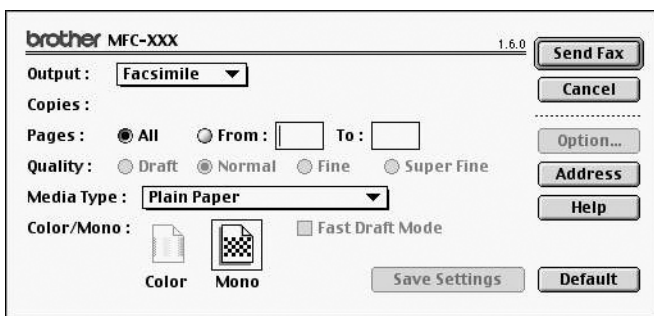 brother MFC-XXX 1.6.0 Send Fax
Output : Facsimile Cancel
Copies :
Pages : All From : To : Option...
Quality : Draft Normal Fine Super Fine
Address
Media Type : Plain Paper
Help
Color/Mono : Fast Draft Mode
Color Mono Save Settings Default